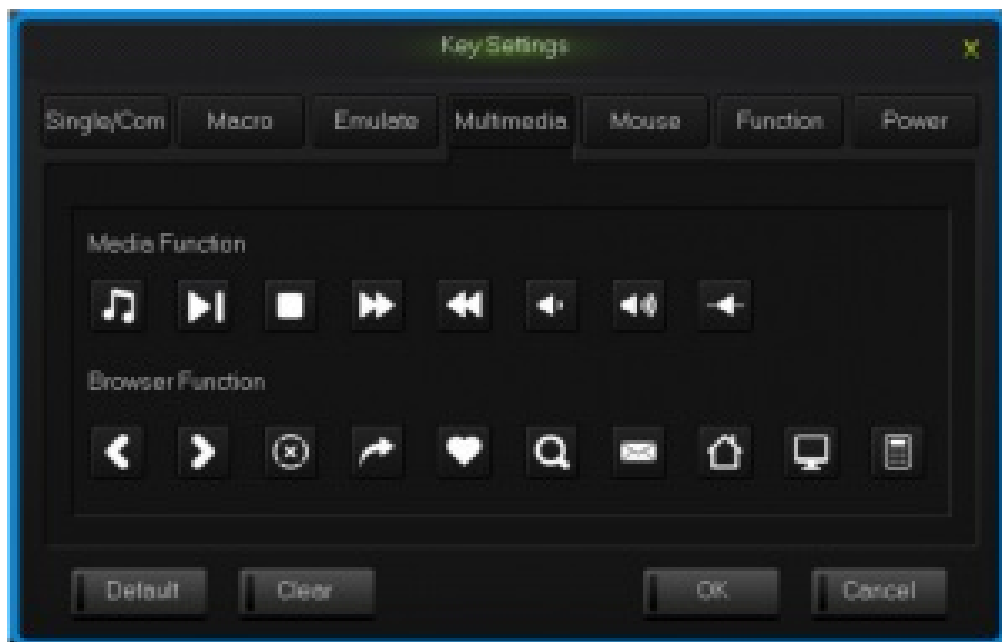 Key Settings
x
Single/Com Macro Emulate Multimedia Mouse Function Power
Media Function
Browser Function
Default Clear OK Cancel